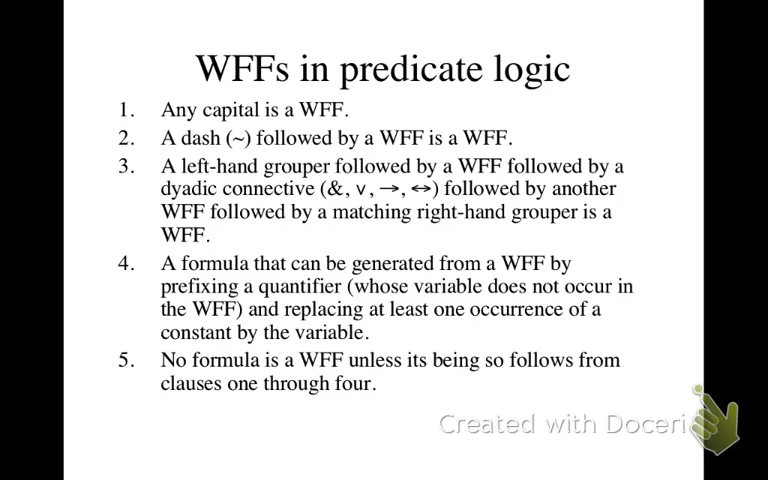 WFFs in predicate logic
1. Any capital is a WFF.
2. A dash (~) followed by a WFF is a WFF.
3. A left-hand grouper followed by a WFF followed by a
dyadic connective (&, v, →, ↔) followed by another
WFF followed by a matching right-hand grouper is a
WFF.
4. A formula that can be generated from a WFF by
prefixing a quantifier (whose variable does not occur in
the WFF) and replacing at least one occurrence of a
constant by the variable.
5. No formula is a WFF unless its being so follows from
clauses one through four.
Created with Doceri